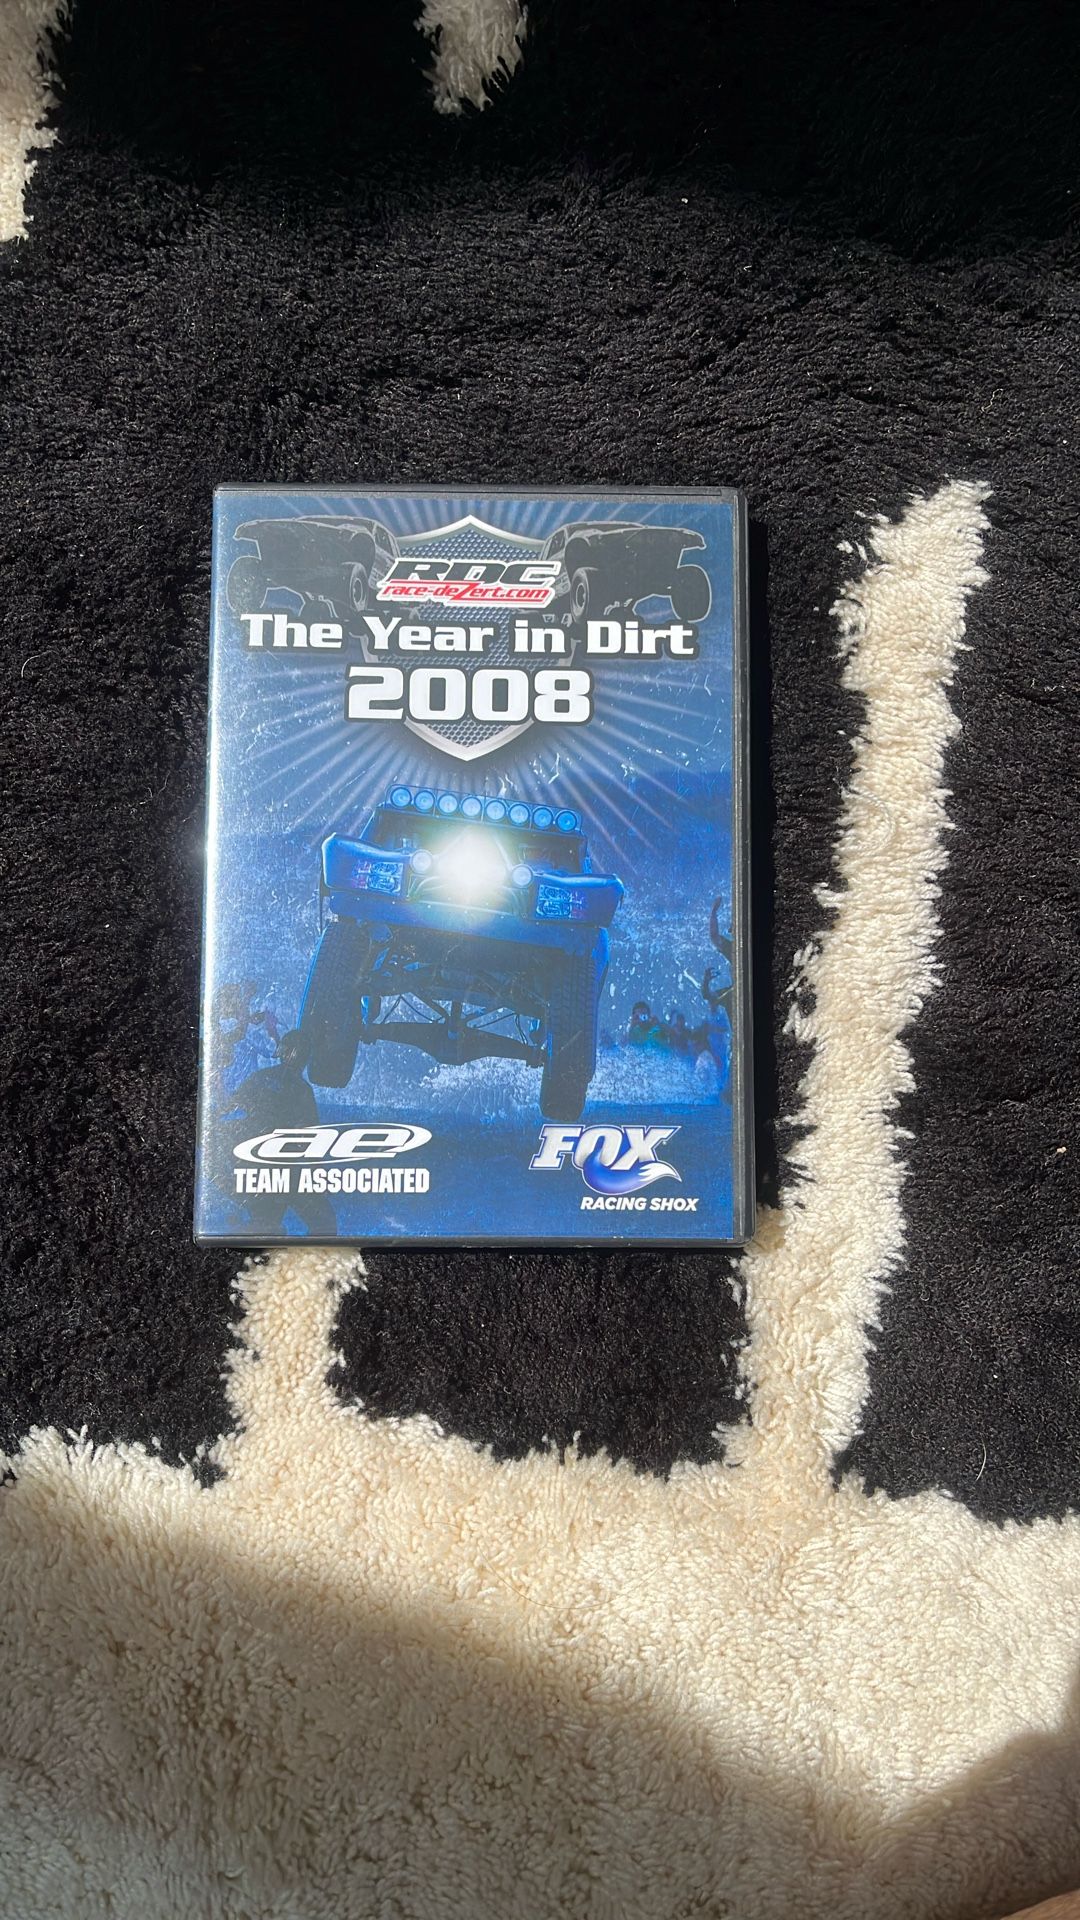 RDC
race-deZert.com
The Year in Dirt
2008
ae
TEAM ASSOCIATED
FOX
RACING SHOX